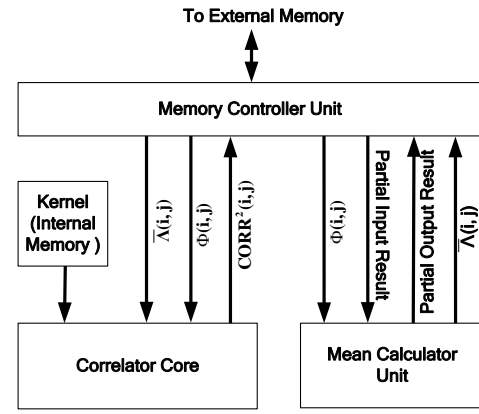 To External Memory
Memory Controller Unit
Kernel
(Internal
Memory )
Λ̄(i, j)
Φ(i, j)
CORR²(i, j)
Φ(i, j)
Partial Input Result
Partial Output Result
Λ̄(i, j)
Correlator Core
Mean Calculator
Unit